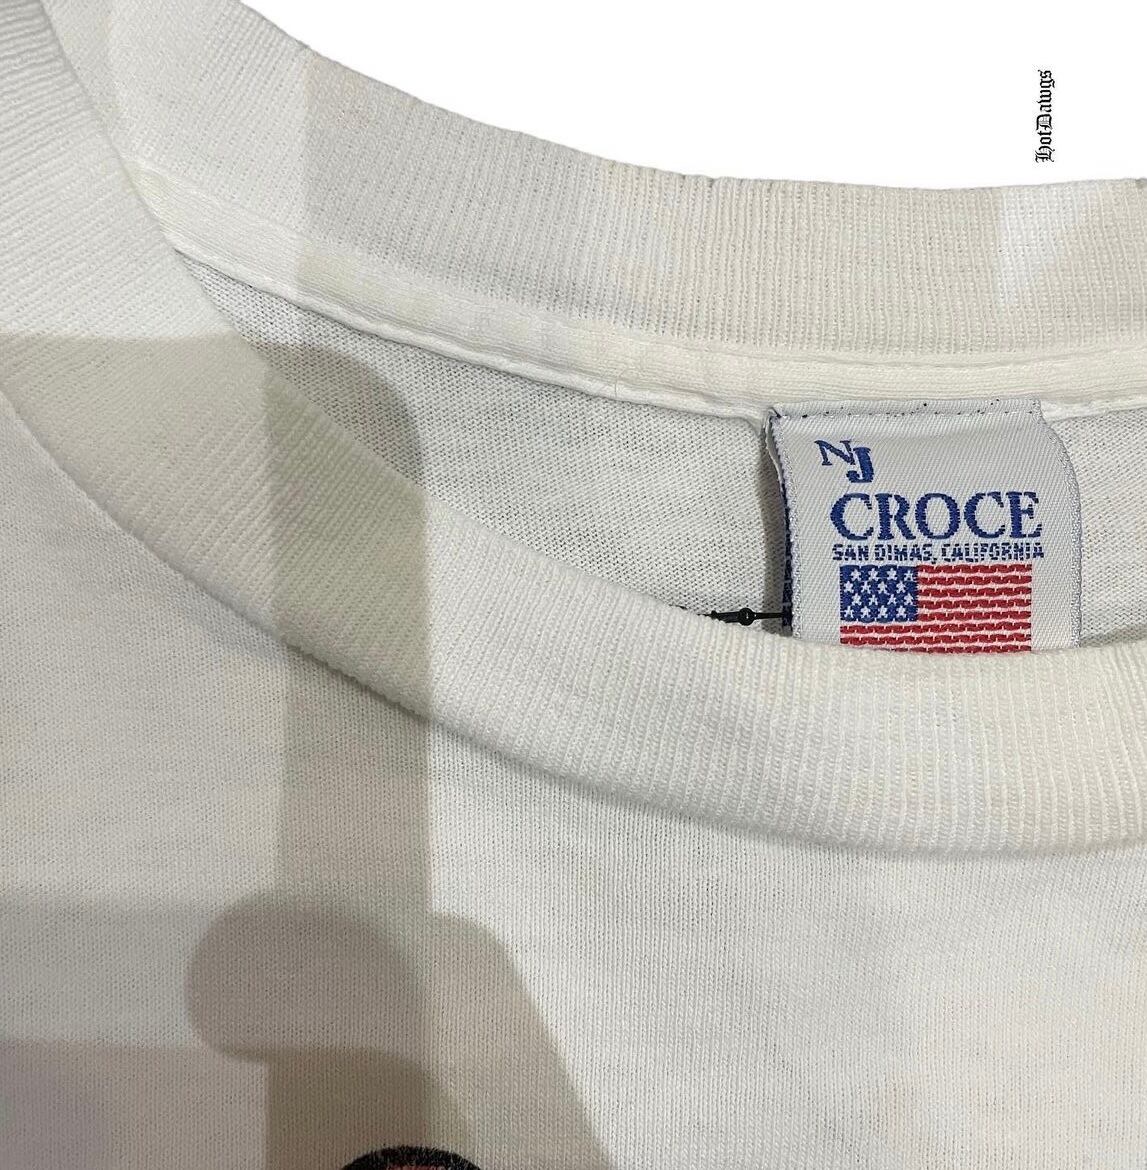 HotDawgs
NJ
CROCE
SAN DIMAS, CALIFORNIA